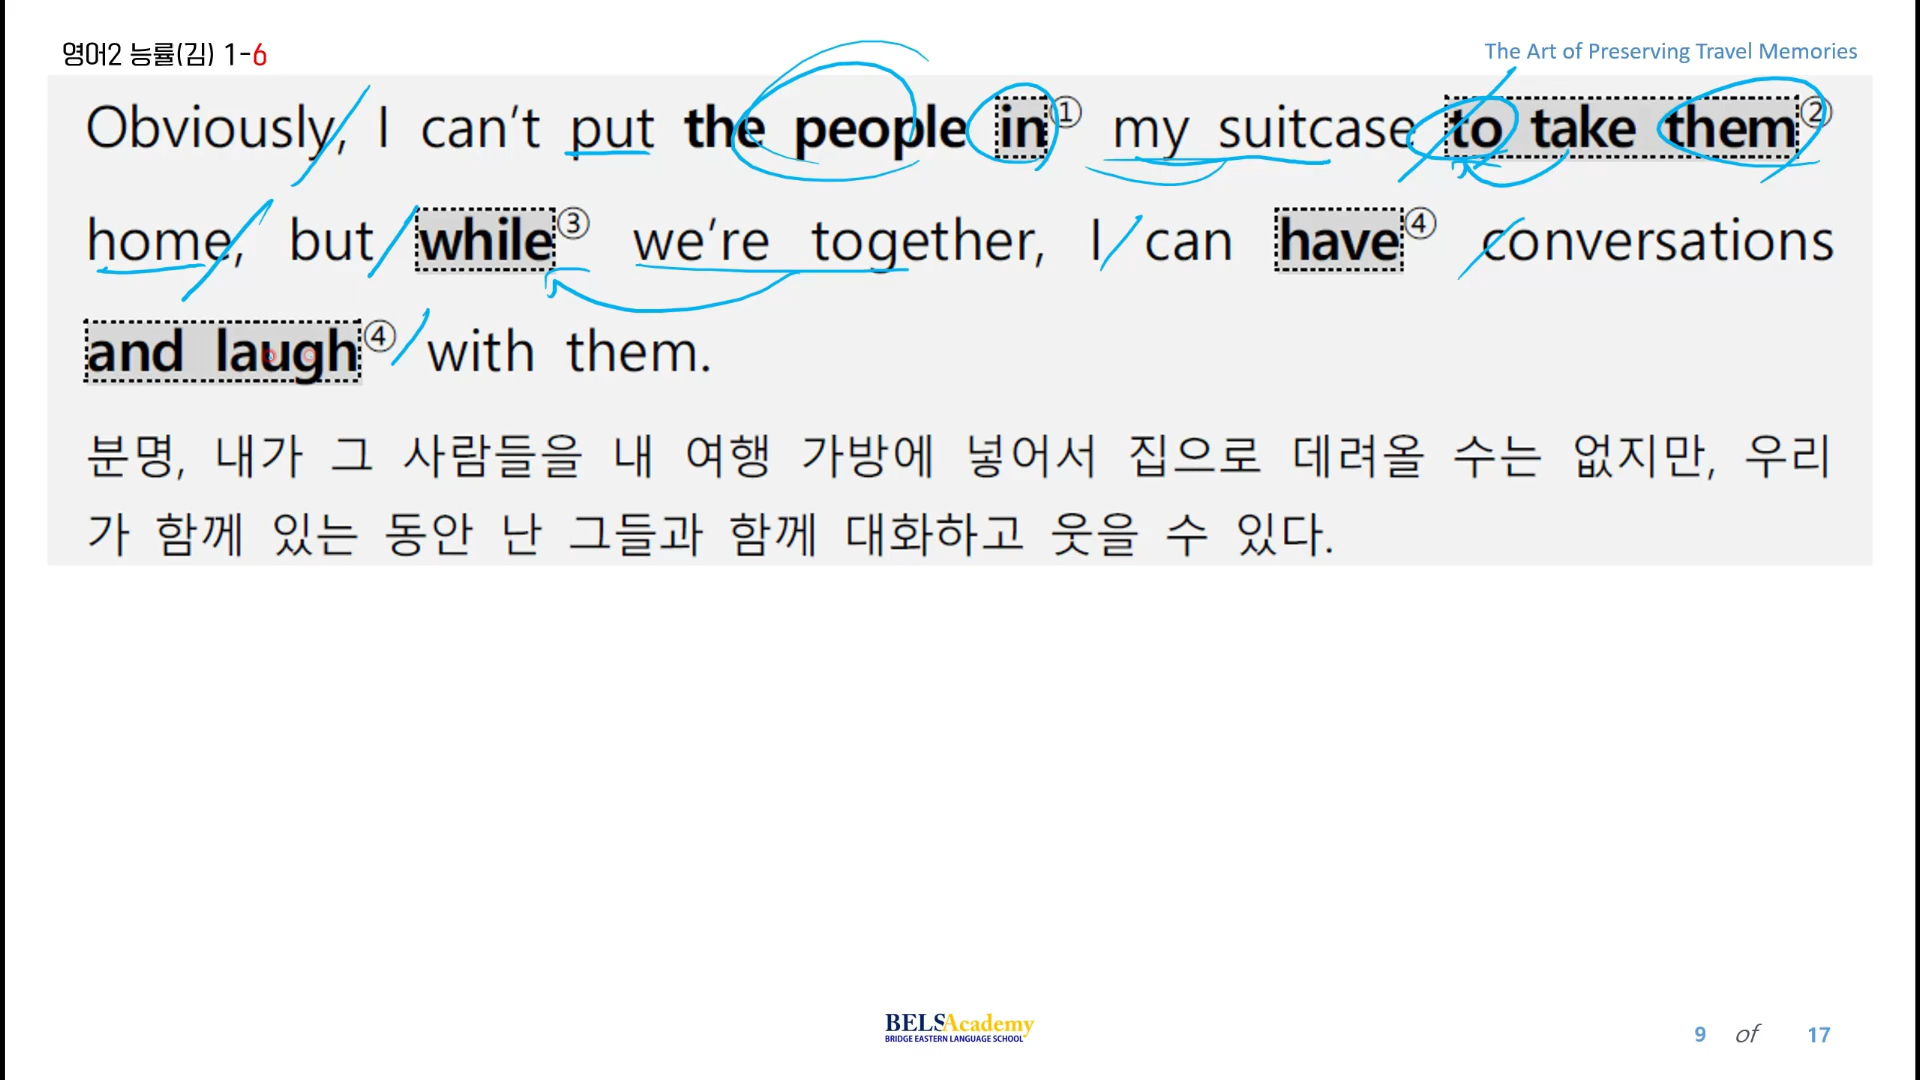 영어2 능률(김) 1-6
The Art of Preserving Travel Memories
Obviously, I can't put the people in① my suitcase to take them②
home, but while③ we're together, I can have④ conversations
and laugh④ with them.
분명, 내가 그 사람들을 내 여행 가방에 넣어서 집으로 데려올 수는 없지만, 우리
가 함께 있는 동안 난 그들과 함께 대화하고 웃을 수 있다.
BELSAcademy
BRIDGE EASTERN LANGUAGE SCHOOL
9 of 17